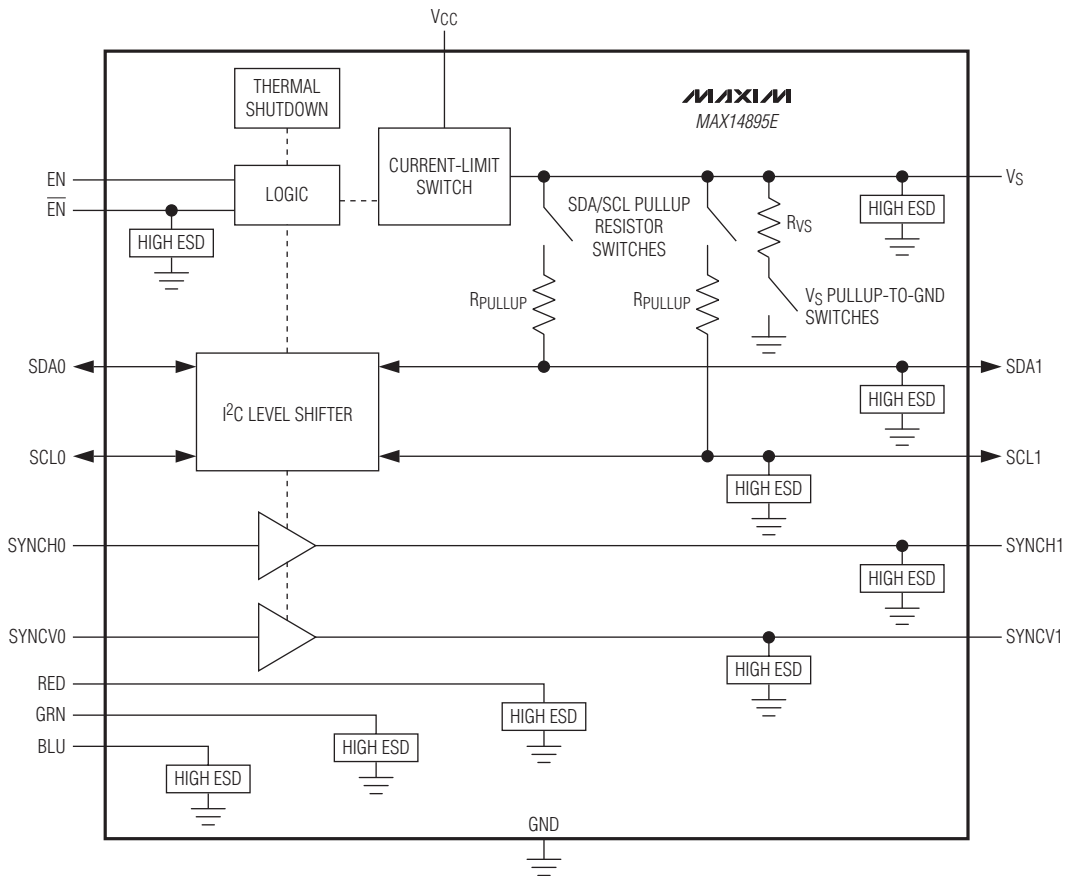 VCC
THERMAL
SHUTDOWN
MAXIM
MAX14895E
CURRENT-LIMIT
SWITCH
EN
LOGIC
VS
E̅N̅
HIGH ESD
SDA/SCL PULLUP
RESISTOR
SWITCHES
RVS
HIGH ESD
RPULLUP
RPULLUP
VS PULLUP-TO-GND
SWITCHES
SDA0
SDA1
I²C LEVEL SHIFTER
HIGH ESD
SCL0
SCL1
HIGH ESD
SYNCH0
SYNCH1
HIGH ESD
SYNCV0
SYNCV1
HIGH ESD
RED
HIGH ESD
GRN
HIGH ESD
BLU
HIGH ESD
GND